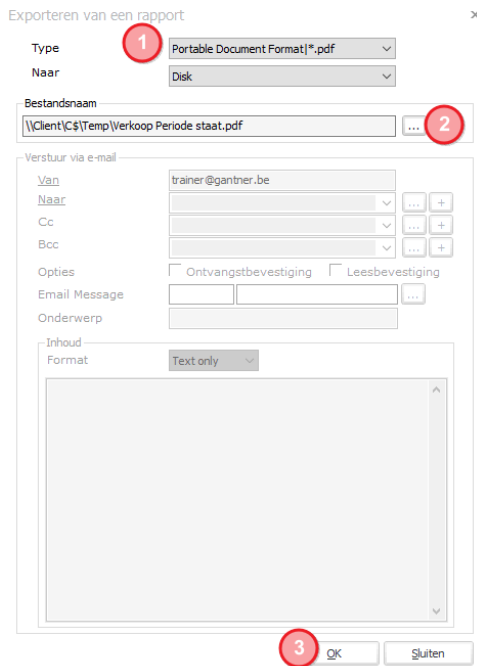 Exporteren van een rapport ×
Type 1 Portable Document Format|*.pdf
Naar Disk
Bestandsnaam
\\Client\C$\Temp\Verkoop Periode staat.pdf ... 2
Verstuur via e-mail
Van trainer@gantner.be
Naar ... +
Cc ... +
Bcc ... +
Opties Ontvangstbevestiging Leesbevestiging
Email Message ...
Onderwerp
Inhoud
Format Text only
3 OK Sluiten